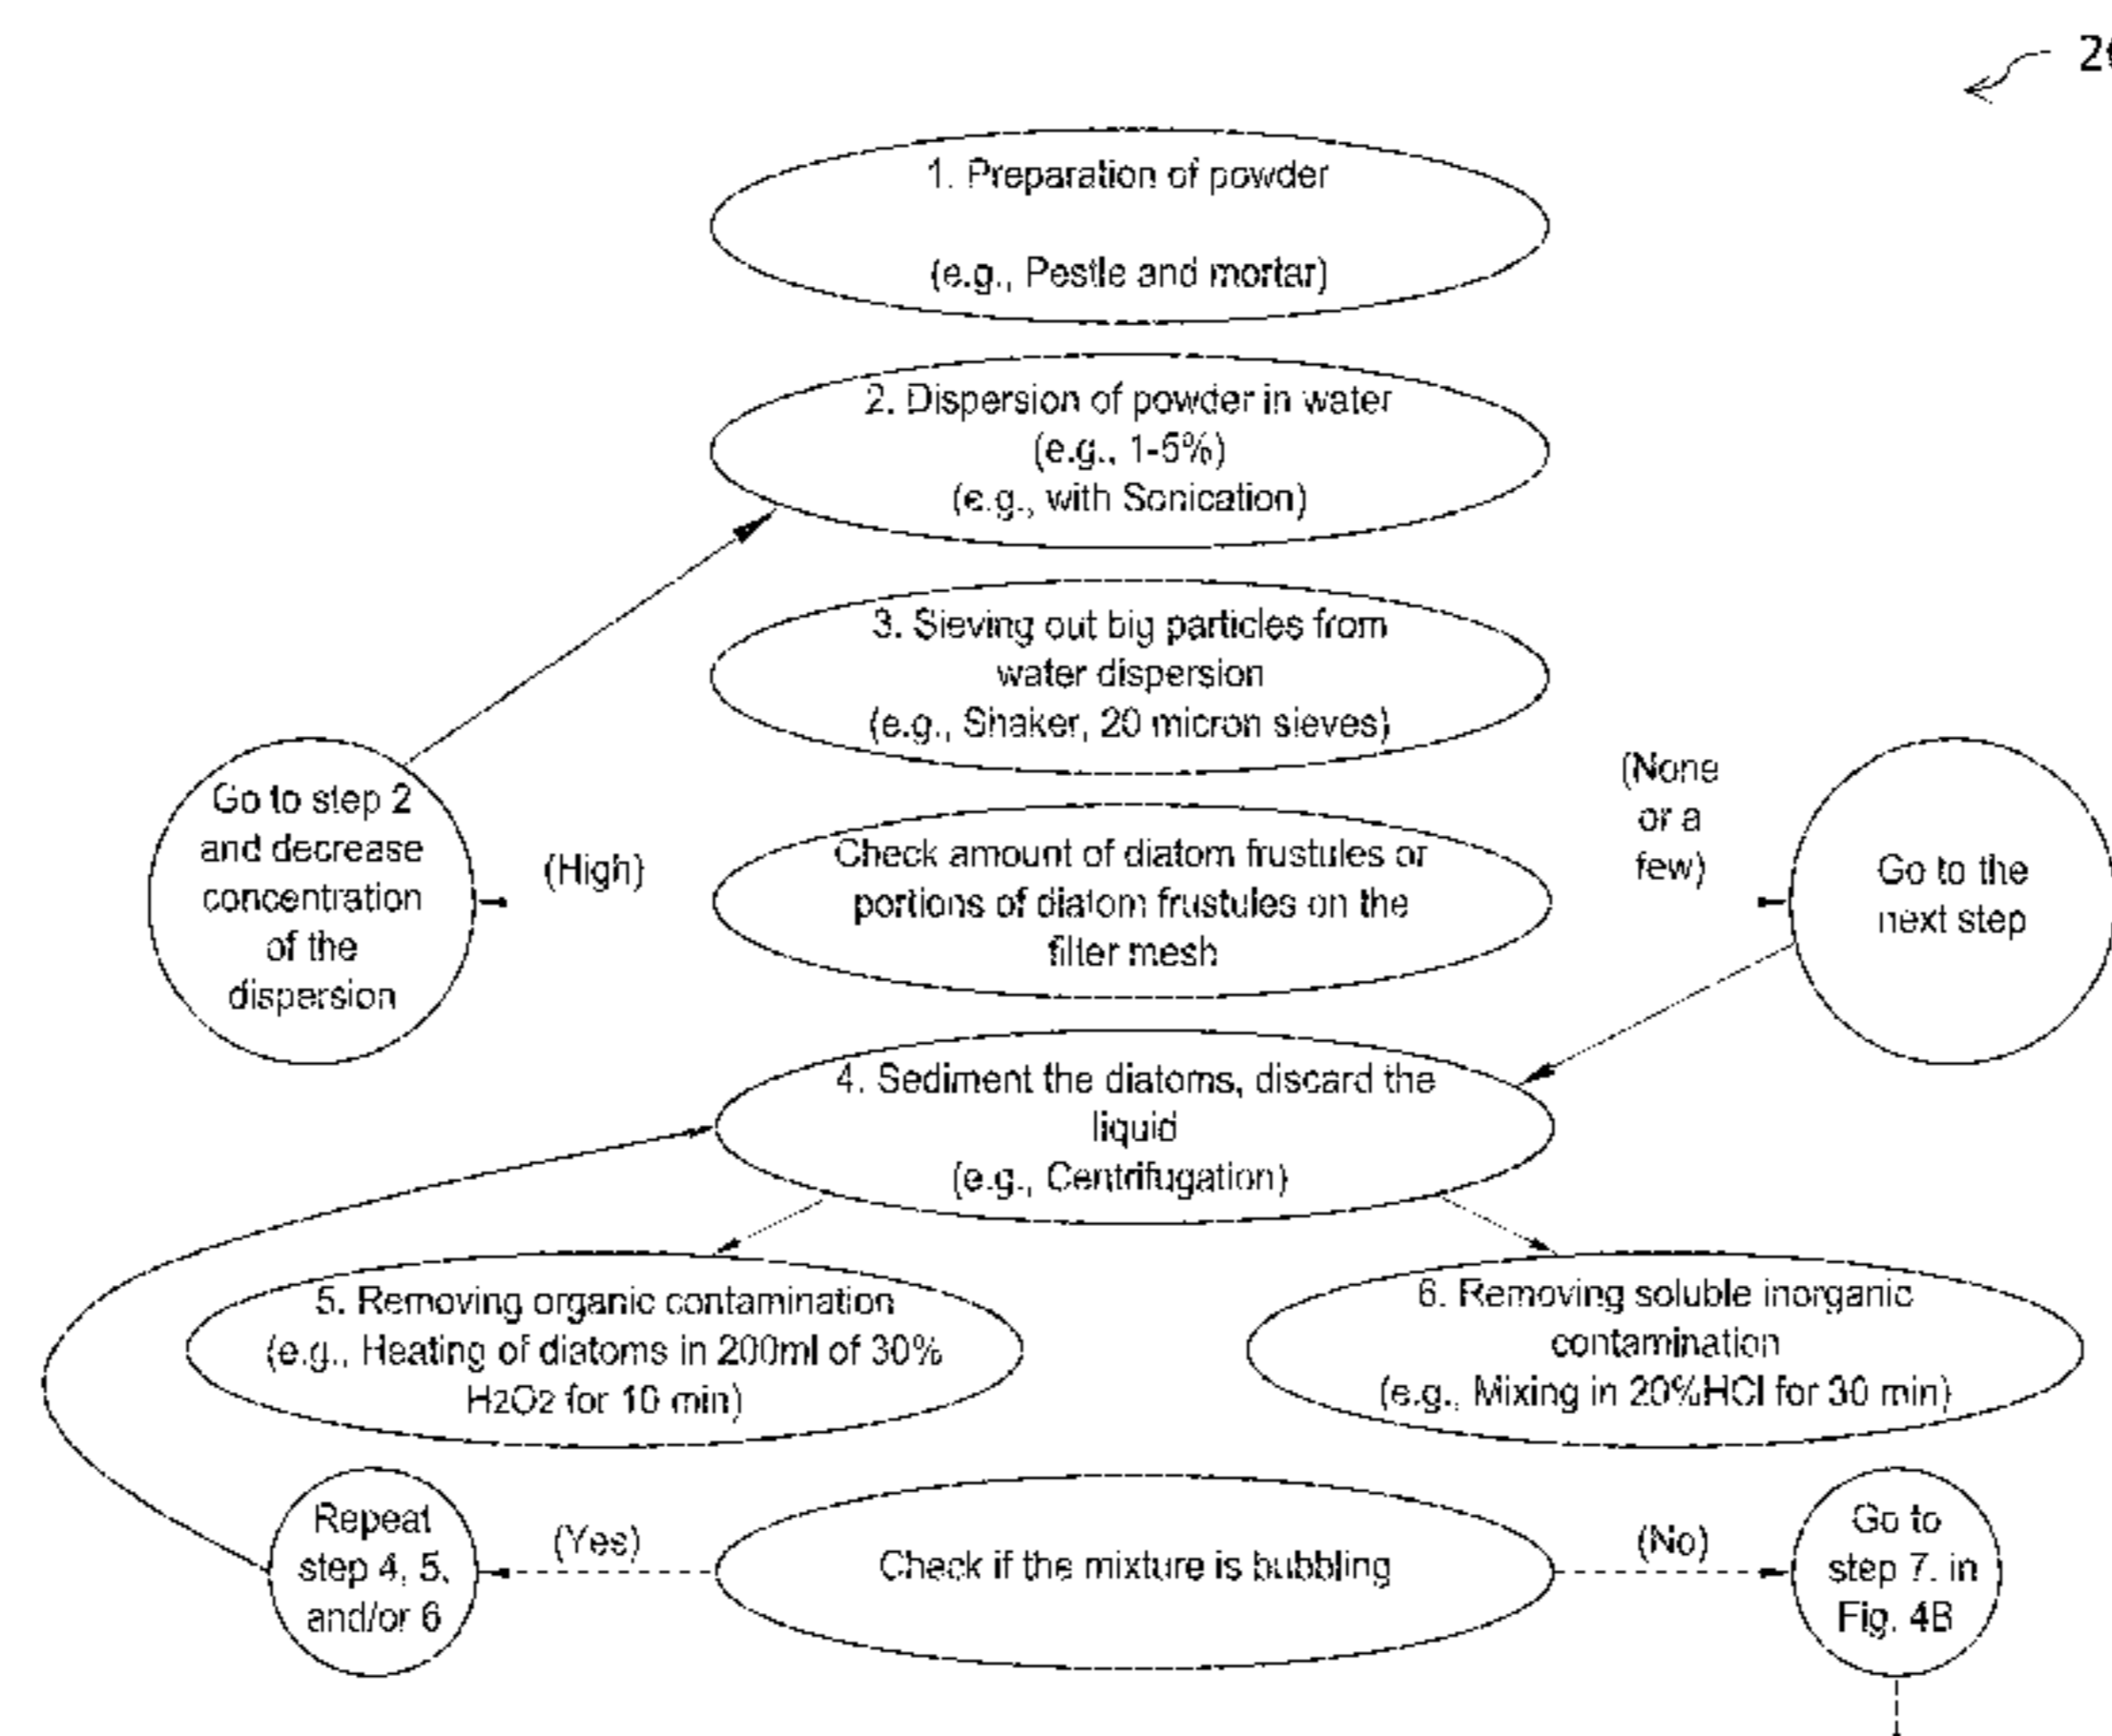 1. Preparation of powder
(e.g., Pestle and mortar)
2. Dispersion of powder in water
(e.g., 1-5%)
(e.g., with Sonication)
3. Sieving out big particles from
water dispersion
(e.g., Shaker, 20 micron sieves)
Go to step 2
and decrease
concentration
of the
dispersion
(High)
Check amount of diatom frustules or
portions of diatom frustules on the
filter mesh
(None
or a
few)
Go to the
next step
4. Sediment the diatoms, discard the
liquid
(e.g., Centrifugation)
5. Removing organic contamination
(e.g., Heating of diatoms in 200ml of 30%
H2O2 for 10 min)
6. Removing soluble inorganic
contamination
(e.g., Mixing in 20%HCl for 30 min)
Repeat
step 4, 5,
and/or 6
(Yes)
Check if the mixture is bubbling
(No)
Go to
step 7. in
Fig. 4B